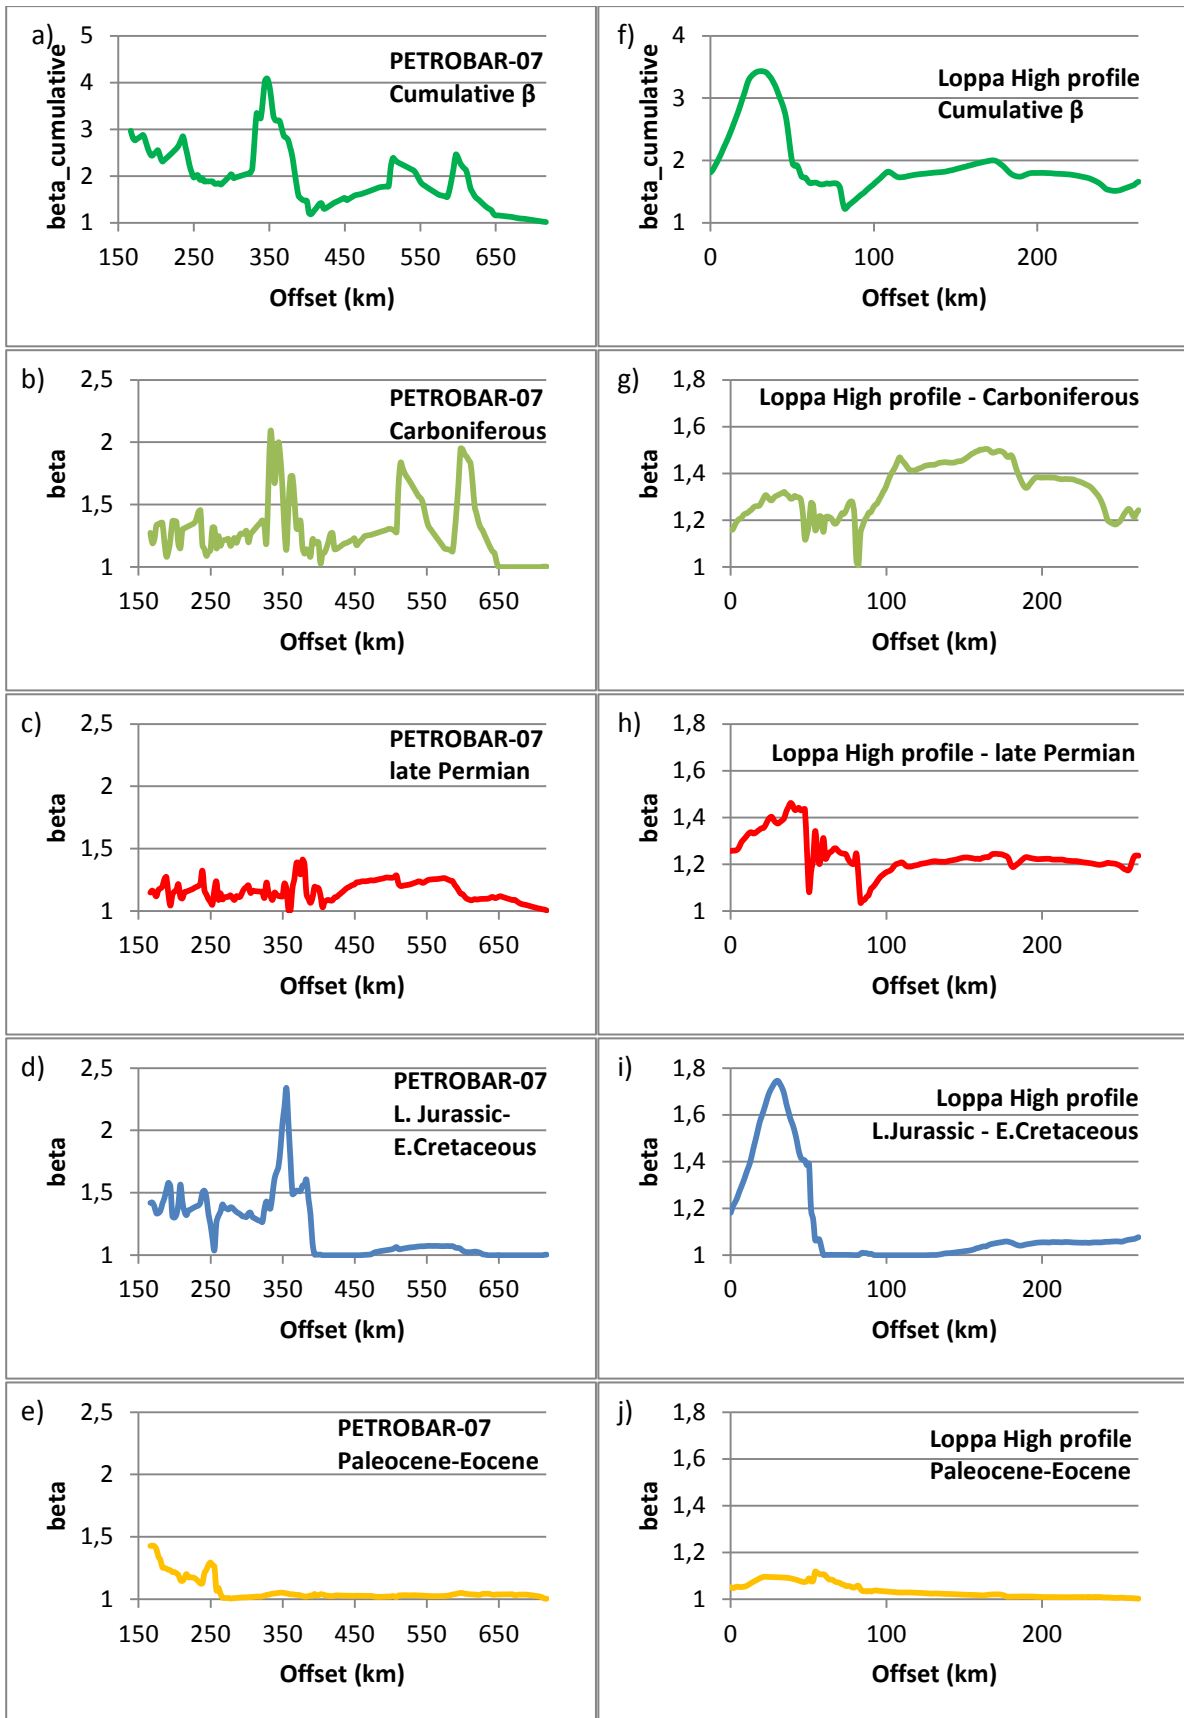 a)
PETROBAR-07
Cumulative β
beta_cumulative
5
4
3
2
1
150 250 350 450 550 650
Offset (km)
f)
Loppa High profile
Cumulative β
beta_cumulative
4
3
2
1
0 100 200
Offset (km)
b)
PETROBAR-07
Carboniferous
beta
2,5
2
1,5
1
150 250 350 450 550 650
Offset (km)
g)
Loppa High profile - Carboniferous
beta
1,8
1,6
1,4
1,2
1
0 100 200
Offset (km)
c)
PETROBAR-07
late Permian
beta
2,5
2
1,5
1
150 250 350 450 550 650
Offset (km)
h)
Loppa High profile - late Permian
beta
1,8
1,6
1,4
1,2
1
0 100 200
Offset (km)
d)
PETROBAR-07
L. Jurassic-
E.Cretaceous
beta
2,5
2
1,5
1
150 250 350 450 550 650
Offset (km)
i)
Loppa High profile
L.Jurassic - E.Cretaceous
beta
1,8
1,6
1,4
1,2
1
0 100 200
Offset (km)
e)
PETROBAR-07
Paleocene-Eocene
beta
2,5
2
1,5
1
150 250 350 450 550 650
Offset (km)
j)
Loppa High profile
Paleocene-Eocene
beta
1,8
1,6
1,4
1,2
1
0 100 200
Offset (km)